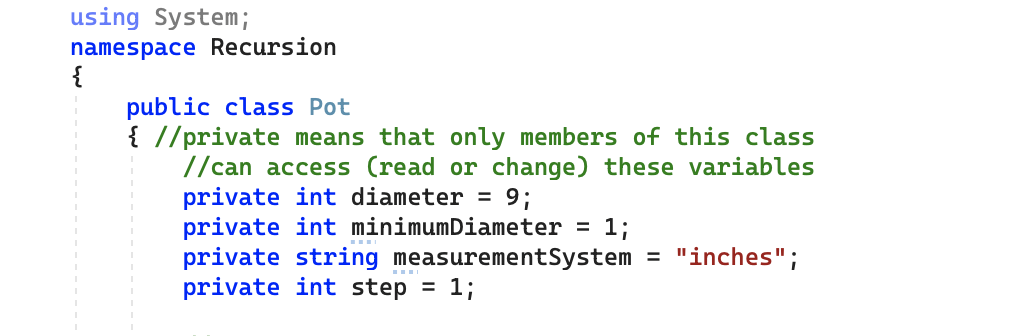 using System;
namespace Recursion
{
public class Pot
{ //private means that only members of this class
//can access (read or change) these variables
private int diameter = 9;
private int minimumDiameter = 1;
private string measurementSystem = "inches";
private int step = 1;